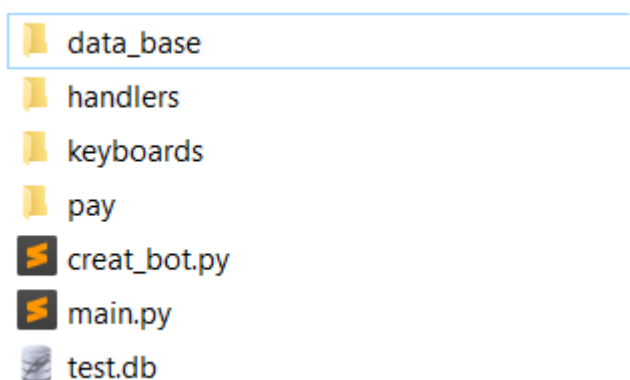 data_base
handlers
keyboards
pay
creat_bot.py
main.py
test.db